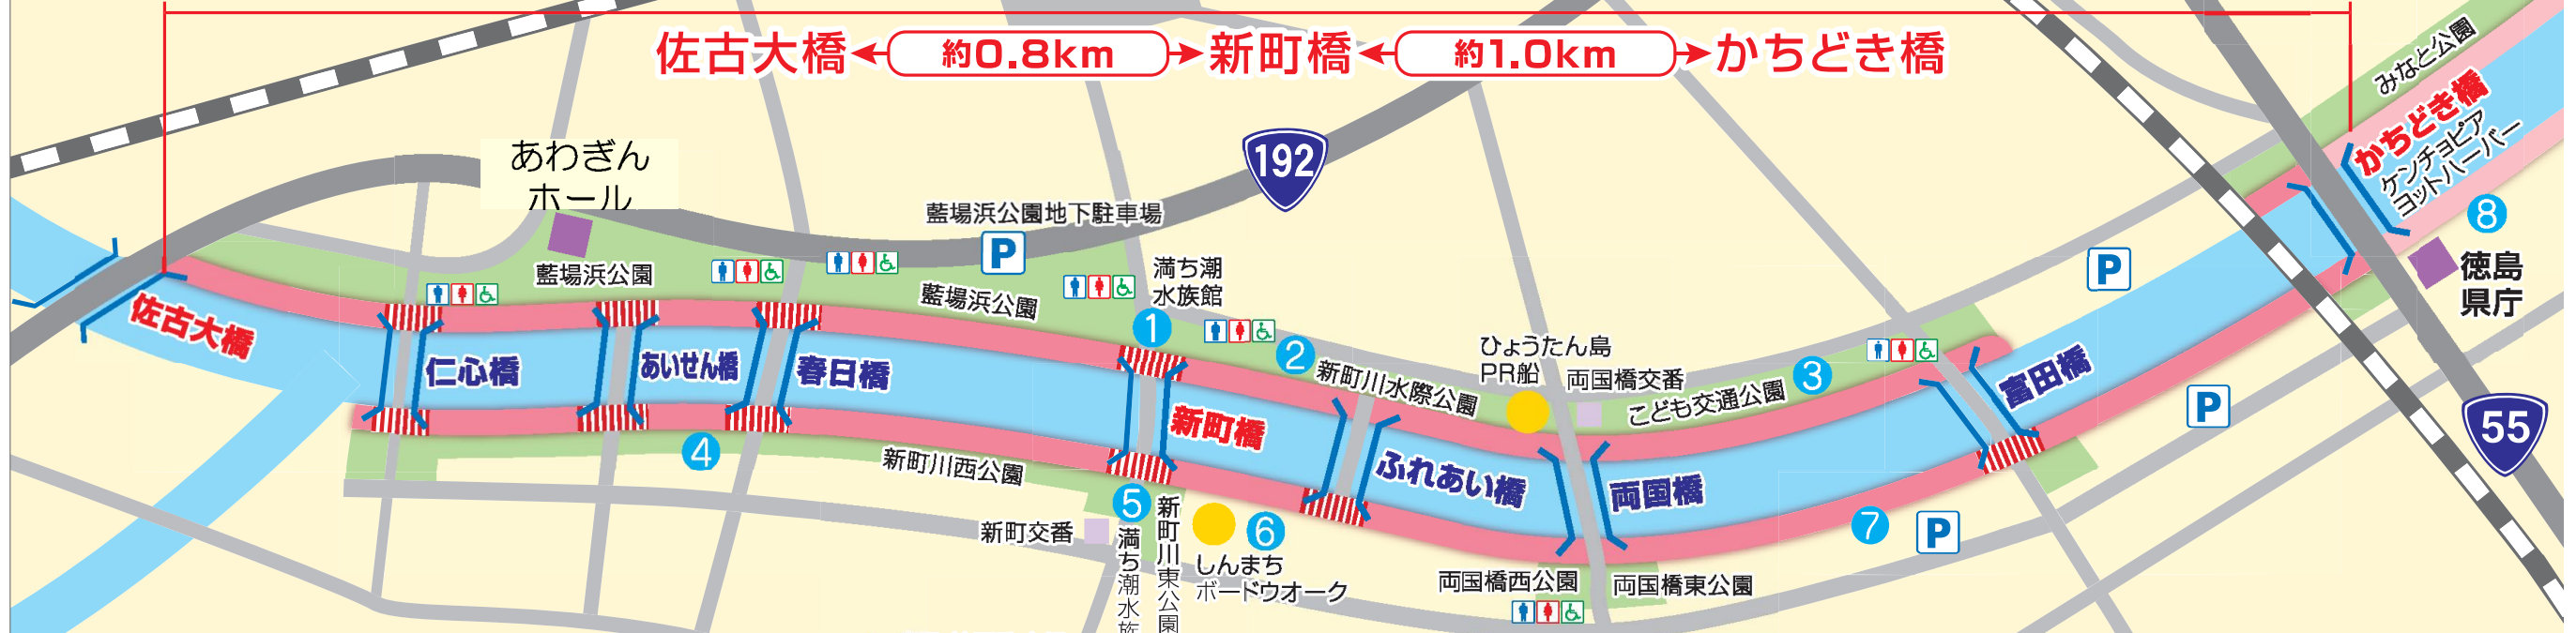 佐古大橋 約0.8km 新町橋 約1.0km かちどき橋
みなと公園
かちどき橋
ケンチョピア
ヨットハーバー
192
あわぎん
ホール
藍場浜公園地下駐車場
P
8
徳島
県庁
藍場浜公園
藍場浜公園
満ち潮
水族館
1
P
佐古大橋
仁心橋
あいせん橋
春日橋
2
新町川水際公園
ひょうたん島
PR船
両国橋交番
こども交通公園
3
富田橋
P
55
新町橋
ふれあい橋
両国橋
4
新町川西公園
5
満ち潮水族
新町川東公園
新町交番
6
しんまち
ボードウオーク
7
P
両国橋西公園
両国橋東公園